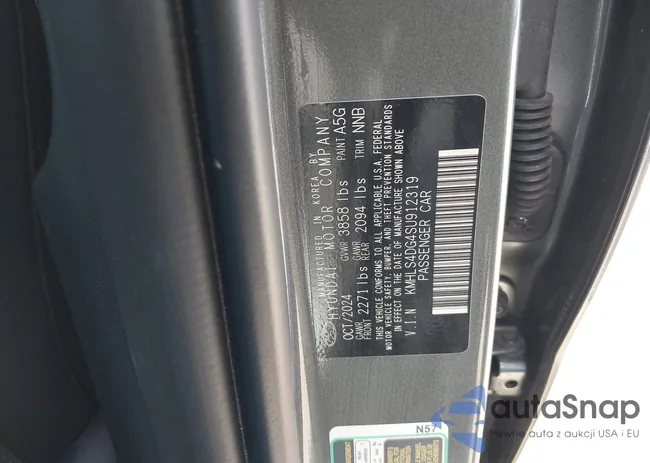 MANUFACTURED IN KOREA BY
HYUNDAI MOTOR COMPANY
OCT/2024 GVWR 3858 lbs PAINT A5G
GAWR FRONT 2271 lbs GAWR REAR 2094 lbs TRIM NNB
THIS VEHICLE CONFORMS TO ALL APPLICABLE U.S.A. FEDERAL
MOTOR VEHICLE SAFETY, BUMPER, AND THEFT PREVENTION STANDARDS
IN EFFECT ON THE DATE OF MANUFACTURE SHOWN ABOVE
V.I.N KMHLS4DG4SU912319
PASSENGER CAR
N57
autaSnap
Pewne auta z aukcji USA i EU